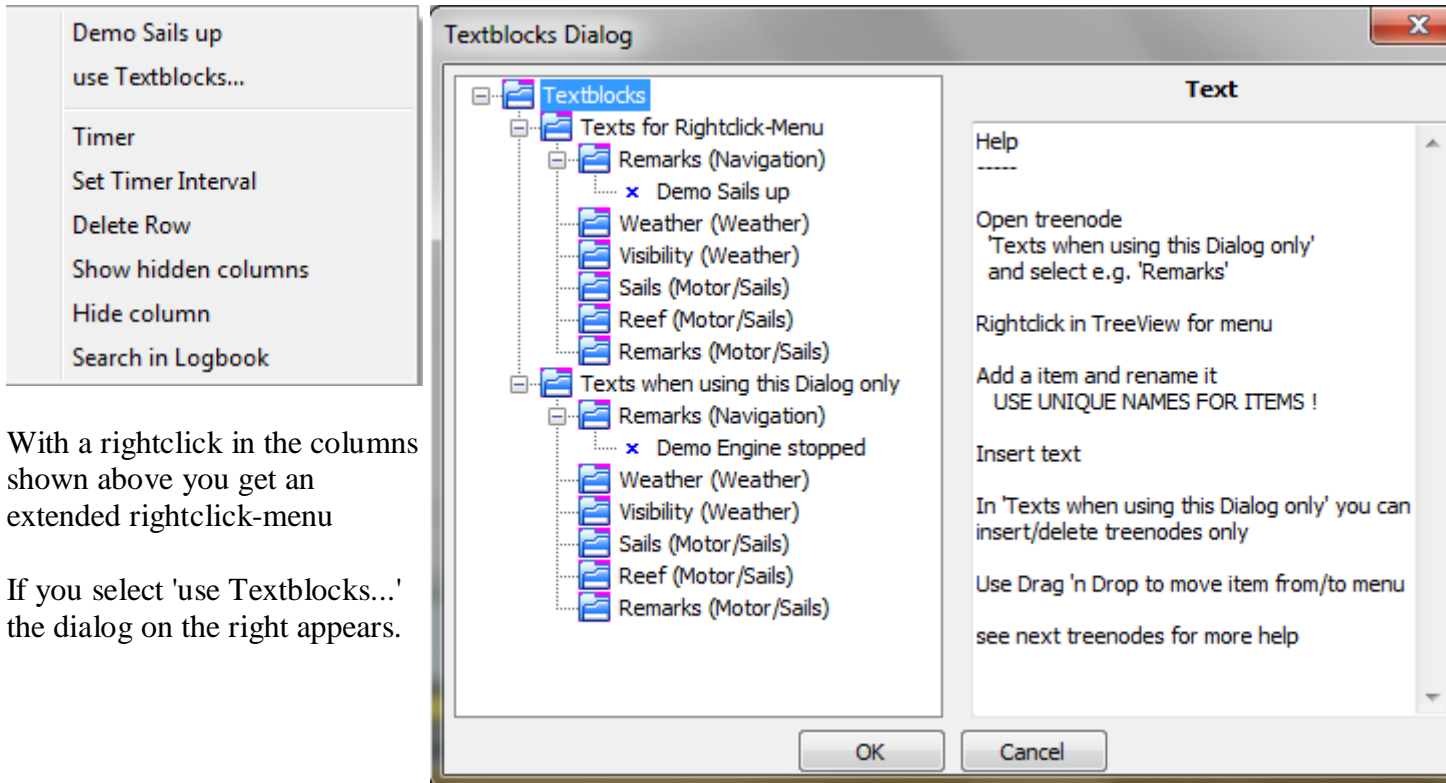 Demo Sails up
use Textblocks...
Timer
Set Timer Interval
Delete Row
Show hidden columns
Hide column
Search in Logbook
With a rightclick in the columns
shown above you get an
extended rightclick-menu
If you select 'use Textblocks...'
the dialog on the right appears.
Textblocks Dialog
Textblocks
Texts for Rightclick-Menu
Remarks (Navigation)
Demo Sails up
Weather (Weather)
Visibility (Weather)
Sails (Motor/Sails)
Reef (Motor/Sails)
Remarks (Motor/Sails)
Texts when using this Dialog only
Remarks (Navigation)
Demo Engine stopped
Weather (Weather)
Visibility (Weather)
Sails (Motor/Sails)
Reef (Motor/Sails)
Remarks (Motor/Sails)
Text
Help
-----
Open treenode
'Texts when using this Dialog only'
and select e.g. 'Remarks'
Rightclick in TreeView for menu
Add a item and rename it
USE UNIQUE NAMES FOR ITEMS !
Insert text
In 'Texts when using this Dialog only' you can
insert/delete treenodes only
Use Drag 'n Drop to move item from/to menu
see next treenodes for more help
OK
Cancel